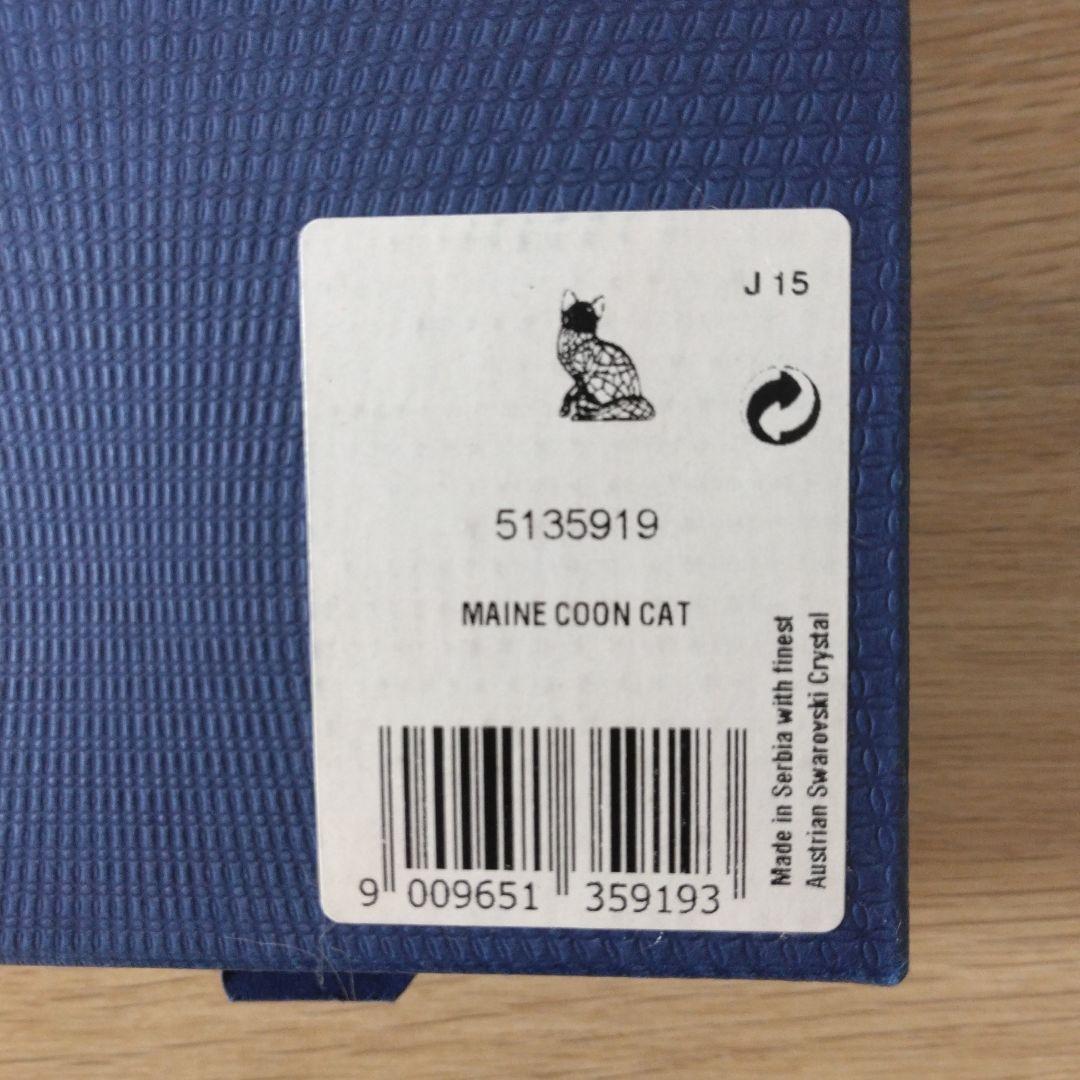 J 15
5135919
MAINE COON CAT
Made in Serbia with finest
Austrian Swarovski Crystal
9 009651 359193